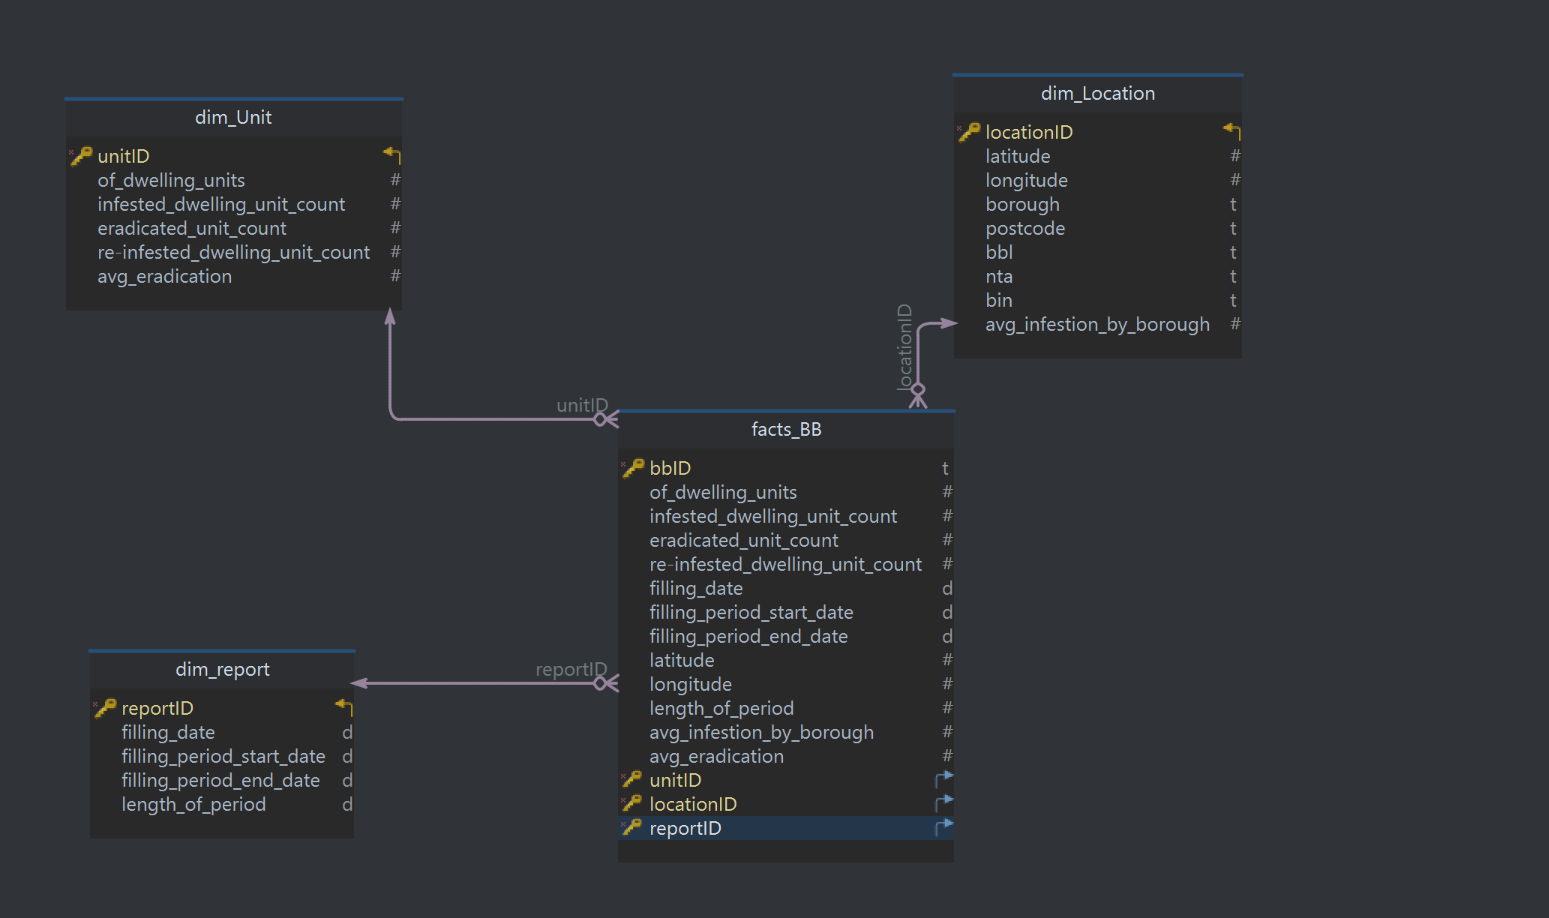 dim_Unit
unitID
of_dwelling_units #
infested_dwelling_unit_count #
eradicated_unit_count #
re-infested_dwelling_unit_count #
avg_eradication #
dim_Location
locationID
latitude #
longitude #
borough t
postcode t
bbl t
nta t
bin t
avg_infestion_by_borough #
locationID
unitID
facts_BB
bbID t
of_dwelling_units #
infested_dwelling_unit_count #
eradicated_unit_count #
re-infested_dwelling_unit_count #
filling_date d
filling_period_start_date d
filling_period_end_date d
latitude #
longitude #
length_of_period #
avg_infestion_by_borough #
avg_eradication #
unitID
locationID
reportID
reportID
dim_report
reportID
filling_date d
filling_period_start_date d
filling_period_end_date d
length_of_period d